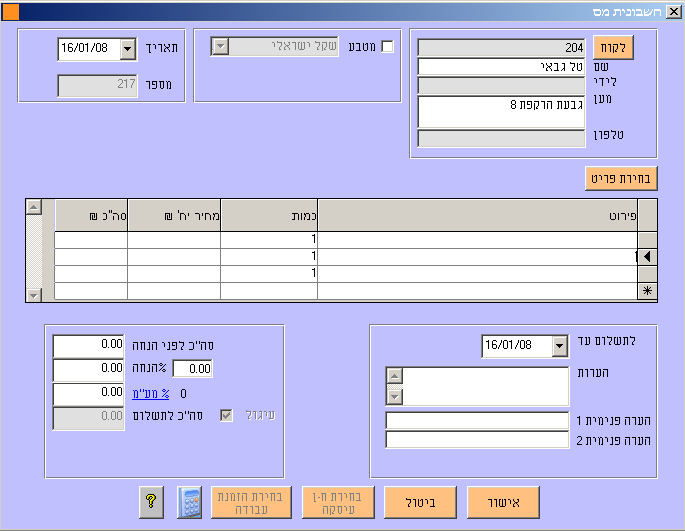 חשבונית מס
לקוח 204
שם טל גבאי
לידי
מען גבעת הרקפת 8
טלפון
מטבע שקל ישראלי
תאריך 16/01/08
מספר 217
בחירת פריט
פירוט כמות מחיר יח' ₪ סה"כ ₪
1
1
1
לתשלום עד 16/01/08
הערות
הערה פנימית 1
הערה פנימית 2
סה"כ לפני הנחה 0.00
%הנחה 0.00 0.00
0 % מע"מ 0.00
עיגול סה"כ לתשלום 0.00
אישור
ביטול
בחירת ח-ן
עיסקה
בחירת הזמנת
עבודה
?